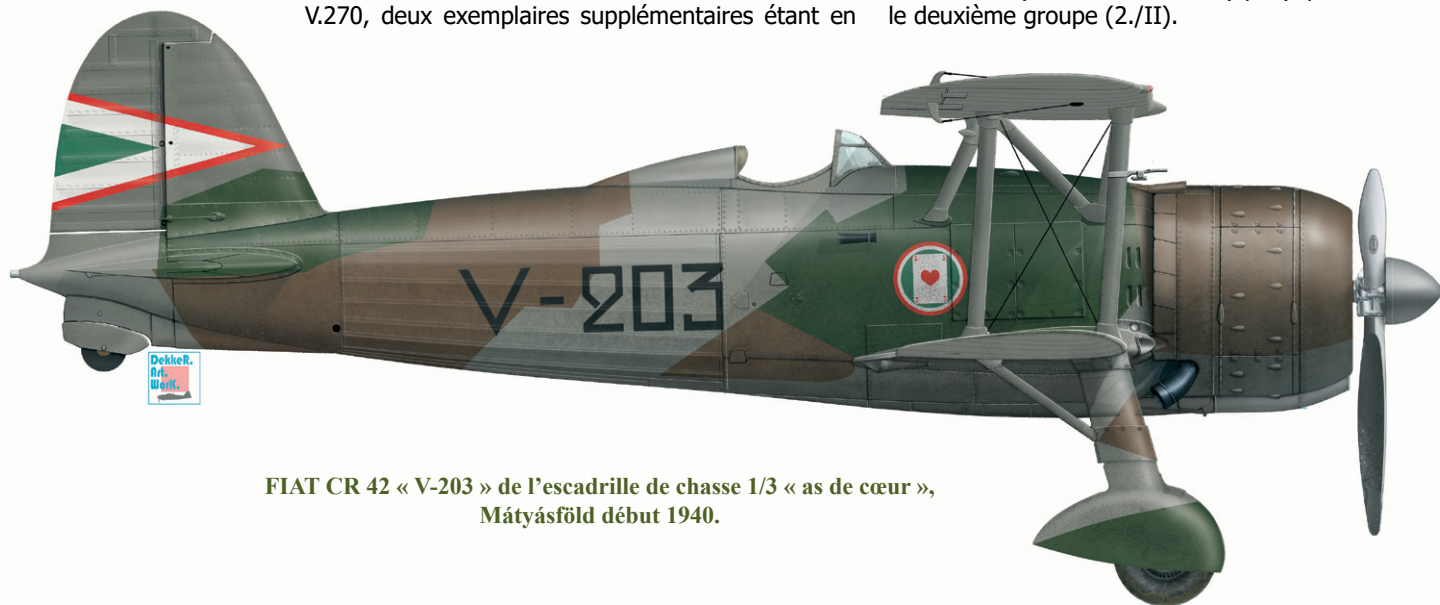 V.270, deux exemplaires supplémentaires étant en
le deuxième groupe (2./II).
V-203
DekkeR.
Art.
WorK.
FIAT CR 42 « V-203 » de l’escadrille de chasse 1/3 « as de cœur »,
Mátyásföld début 1940.